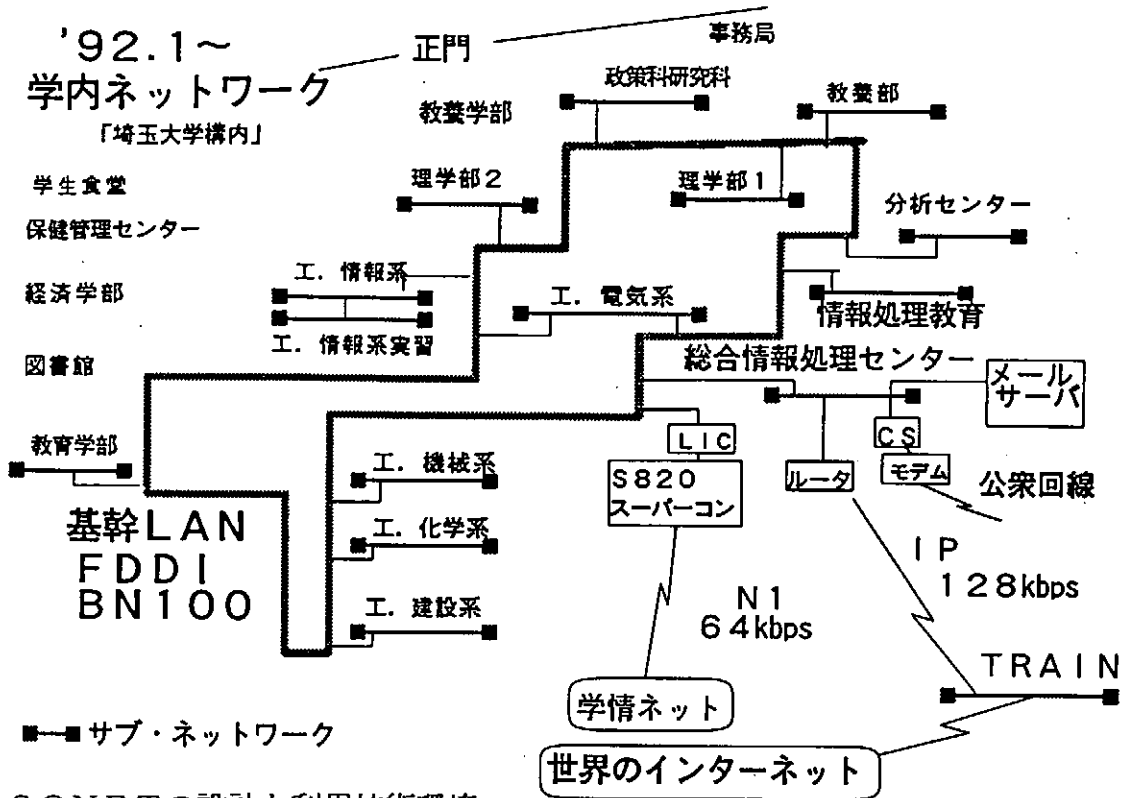 '92.1～
学内ネットワーク
「埼玉大学構内」
正門
事務局
政策科研究科
教養学部
教養部
学生食堂
理学部2
理学部1
分析センター
保健管理センター
工. 情報系
経済学部
工. 電気系
情報処理教育
工. 情報系実習
図書館
総合情報処理センター
メール
サーバ
教育学部
LIC
CS
工. 機械系
S820
スーパーコン
ルータ
モデム
公衆回線
基幹LAN
FDDI
BN100
工. 化学系
IP
128kbps
N1
64kbps
工. 建設系
TRAIN
学情ネット
サブ・ネットワーク
世界のインターネット